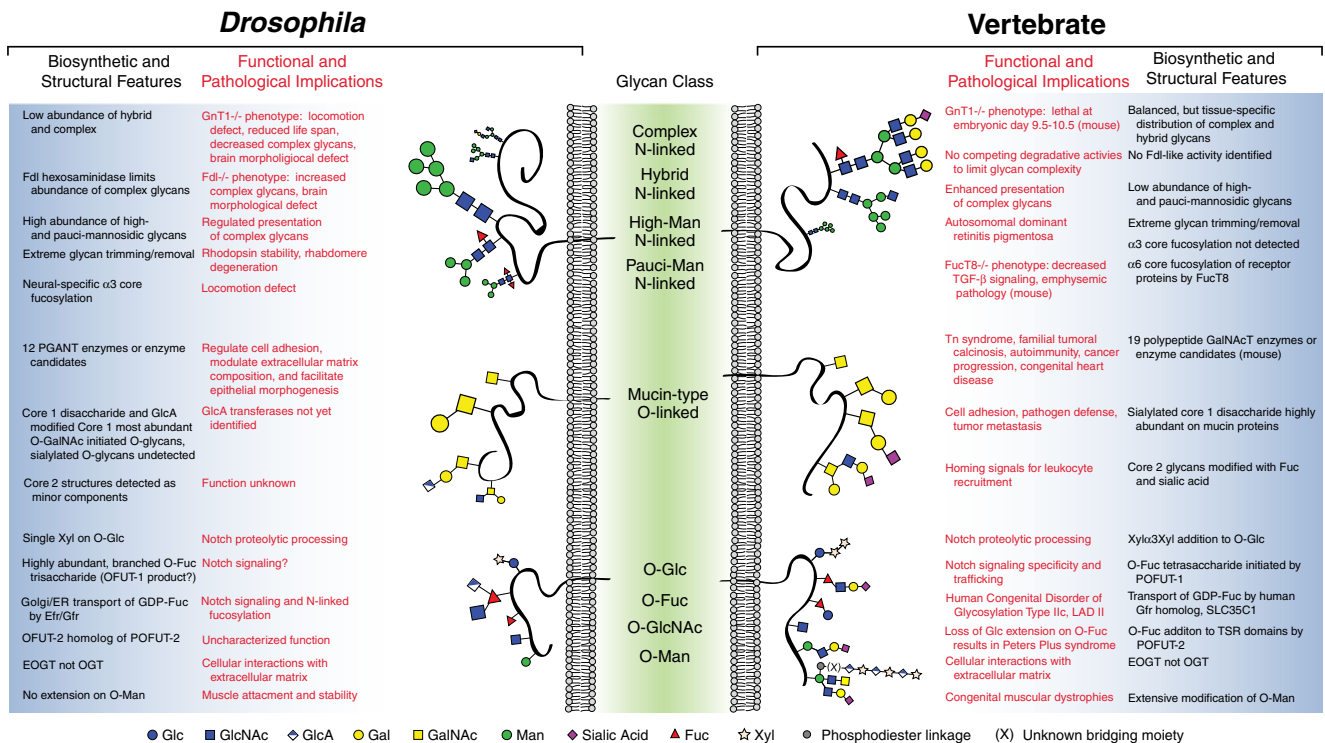 Drosophila
Vertebrate
Biosynthetic and
Structural Features
Functional and
Pathological Implications
Glycan Class
Functional and
Pathological Implications
Biosynthetic and
Structural Features
Low abundance of hybrid
and complex
Fdl hexosaminidase limits
abundance of complex glycans
High abundance of high-
and pauci-mannosidic glycans
Extreme glycan trimming/removal
Neural-specific α3 core
fucosylation
GnT1-/- phenotype: locomotion
defect, reduced life span,
decreased complex glycans,
brain morpholigiocal defect
Fdl-/- phenotype: increased
complex glycans, brain
morphological defect
Regulated presentation
of complex glycans
Rhodopsin stability, rhabdomere
degeneration
Locomotion defect
Complex
N-linked
Hybrid
N-linked
High-Man
N-linked
Pauci-Man
N-linked
GnT1-/- phenotype: lethal at
embryonic day 9.5-10.5 (mouse)
No competing degradative activies
to limit glycan complexity
Enhanced presentation
of complex glycans
Autosomomal dominant
retinitis pigmentosa
FucT8-/- phenotype: decreased
TGF-β signaling, emphysemic
pathology (mouse)
Balanced, but tissue-specific
distribution of complex and
hybrid glycans
No Fdl-like activity identified
Low abundance of high-
and pauci-mannosidic glycans
Extreme glycan trimming/removal
α3 core fucosylation not detected
α6 core fucosylation of receptor
proteins by FucT8
12 PGANT enzymes or enzyme
candidates
Core 1 disaccharide and GlcA
modified Core 1 most abundant
O-GalNAc initiated O-glycans,
sialylated O-glycans undetected
Core 2 structures detected as
minor components
Regulate cell adhesion,
modulate extracellular matrix
composition, and facilitate
epithelial morphogenesis
GlcA transferases not yet
identified
Function unknown
Mucin-type
O-linked
Tn syndrome, familial tumoral
calcinosis, autoimmunity, cancer
progression, congenital heart
disease
Cell adhesion, pathogen defense,
tumor metastasis
Homing signals for leukocyte
recruitment
19 polypeptide GalNAcT enzymes or
enzyme candidates (mouse)
Sialylated core 1 disaccharide highly
abundant on mucin proteins
Core 2 glycans modified with Fuc
and sialic acid
Single Xyl on O-Glc
Highly abundant, branched O-Fuc
trisaccharide (OFUT-1 product?)
Golgi/ER transport of GDP-Fuc
by Efr/Gfr
OFUT-2 homolog of POFUT-2
EOGT not OGT
No extension on O-Man
Notch proteolytic processing
Notch signaling?
Notch signaling and N-linked
fucosylation
Uncharacterized function
Cellular interactions with
extracellular matrix
Muscle attacment and stability
O-Glc
O-Fuc
O-GlcNAc
O-Man
(X)
Notch proteolytic processing
Notch signaling specificity and
trafficking
Human Congenital Disorder of
Glycosylation Type IIc, LAD II
Loss of Glc extension on O-Fuc
results in Peters Plus syndrome
Cellular interactions with
extracellular matrix
Congenital muscular dystrophies
Xylα3Xyl addition to O-Glc
O-Fuc tetrasaccharide initiated by
POFUT-1
Transport of GDP-Fuc by human
Gfr homolog, SLC35C1
O-Fuc additon to TSR domains by
POFUT-2
EOGT not OGT
Extensive modification of O-Man
Glc GlcNAc GlcA Gal GalNAc Man Sialic Acid Fuc Xyl Phosphodiester linkage (X) Unknown bridging moiety